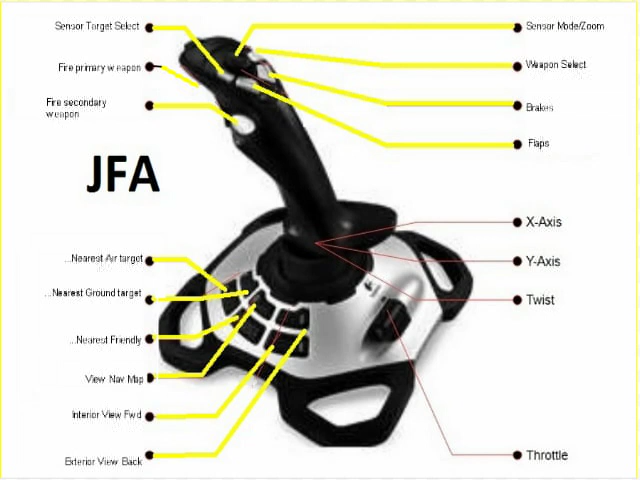 Sensor Target Select
Sensor Mode/Zoom
Fire primary weapon
Weapon Select
Fire secondary
weapon
Brakes
Flaps
JFA
X-Axis
...Nearest Air target
Y-Axis
...Nearest Ground target
Twist
...Nearest Friendly
View Nav Map
Interior View Fwd
Exterior View Back
Throttle